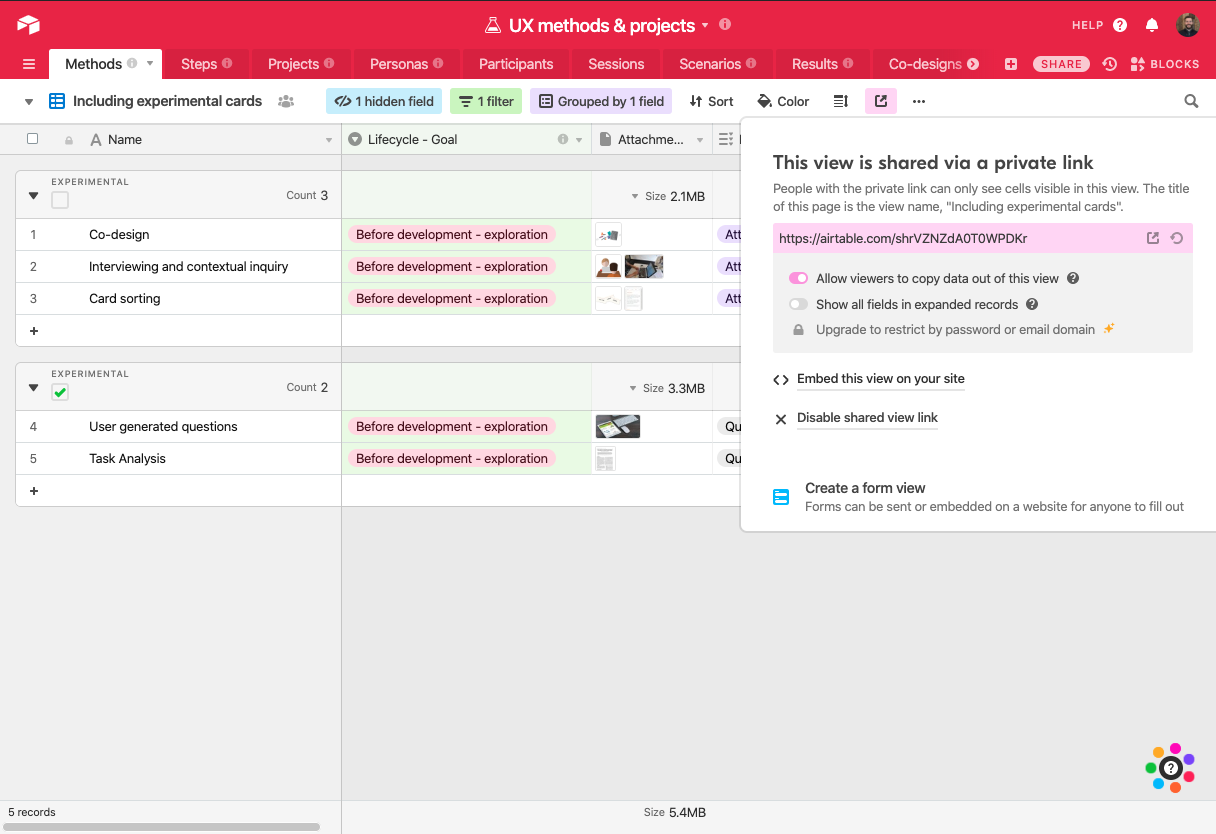 UX methods & projects
HELP
Methods
Steps
Projects
Personas
Participants
Sessions
Scenarios
Results
Co-designs
SHARE
BLOCKS
Including experimental cards
1 hidden field
1 filter
Grouped by 1 field
Sort
Color
Name
Lifecycle - Goal
Attachme...
EXPERIMENTAL
Count 3
Size 2.1MB
1 Co-design Before development - exploration Att
2 Interviewing and contextual inquiry Before development - exploration Att
3 Card sorting Before development - exploration Att
+
EXPERIMENTAL
Count 2
Size 3.3MB
4 User generated questions Before development - exploration Qu
5 Task Analysis Before development - exploration Qu
+
This view is shared via a private link
People with the private link can only see cells visible in this view. The title
of this page is the view name, "Including experimental cards".
https://airtable.com/shrVZNZdA0T0WPDKr
Allow viewers to copy data out of this view
Show all fields in expanded records
Upgrade to restrict by password or email domain
Embed this view on your site
Disable shared view link
Create a form view
Forms can be sent or embedded on a website for anyone to fill out
5 records
Size 5.4MB